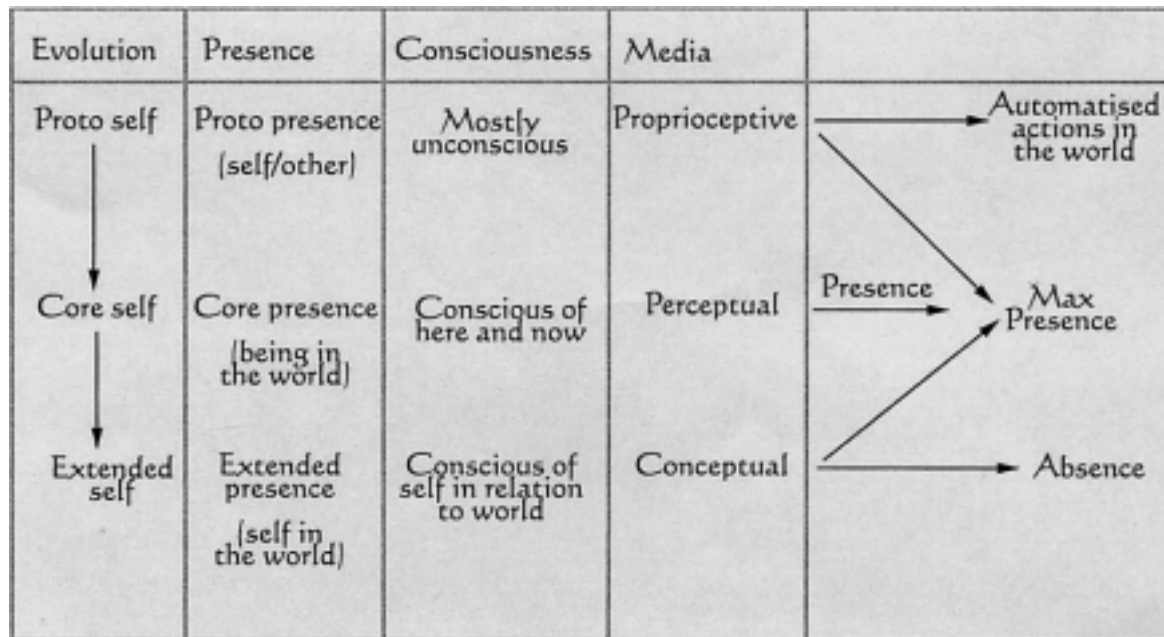 Evolution
Presence
Consciousness
Media
Proto self
Proto presence
(self/other)
Mostly
unconscious
Proprioceptive
Automatised
actions in
the world
Core self
Core presence
(being in
the world)
Conscious of
here and now
Perceptual
Presence
Max
Presence
Extended
self
Extended
presence
(self in
the world)
Conscious of
self in relation
to world
Conceptual
Absence